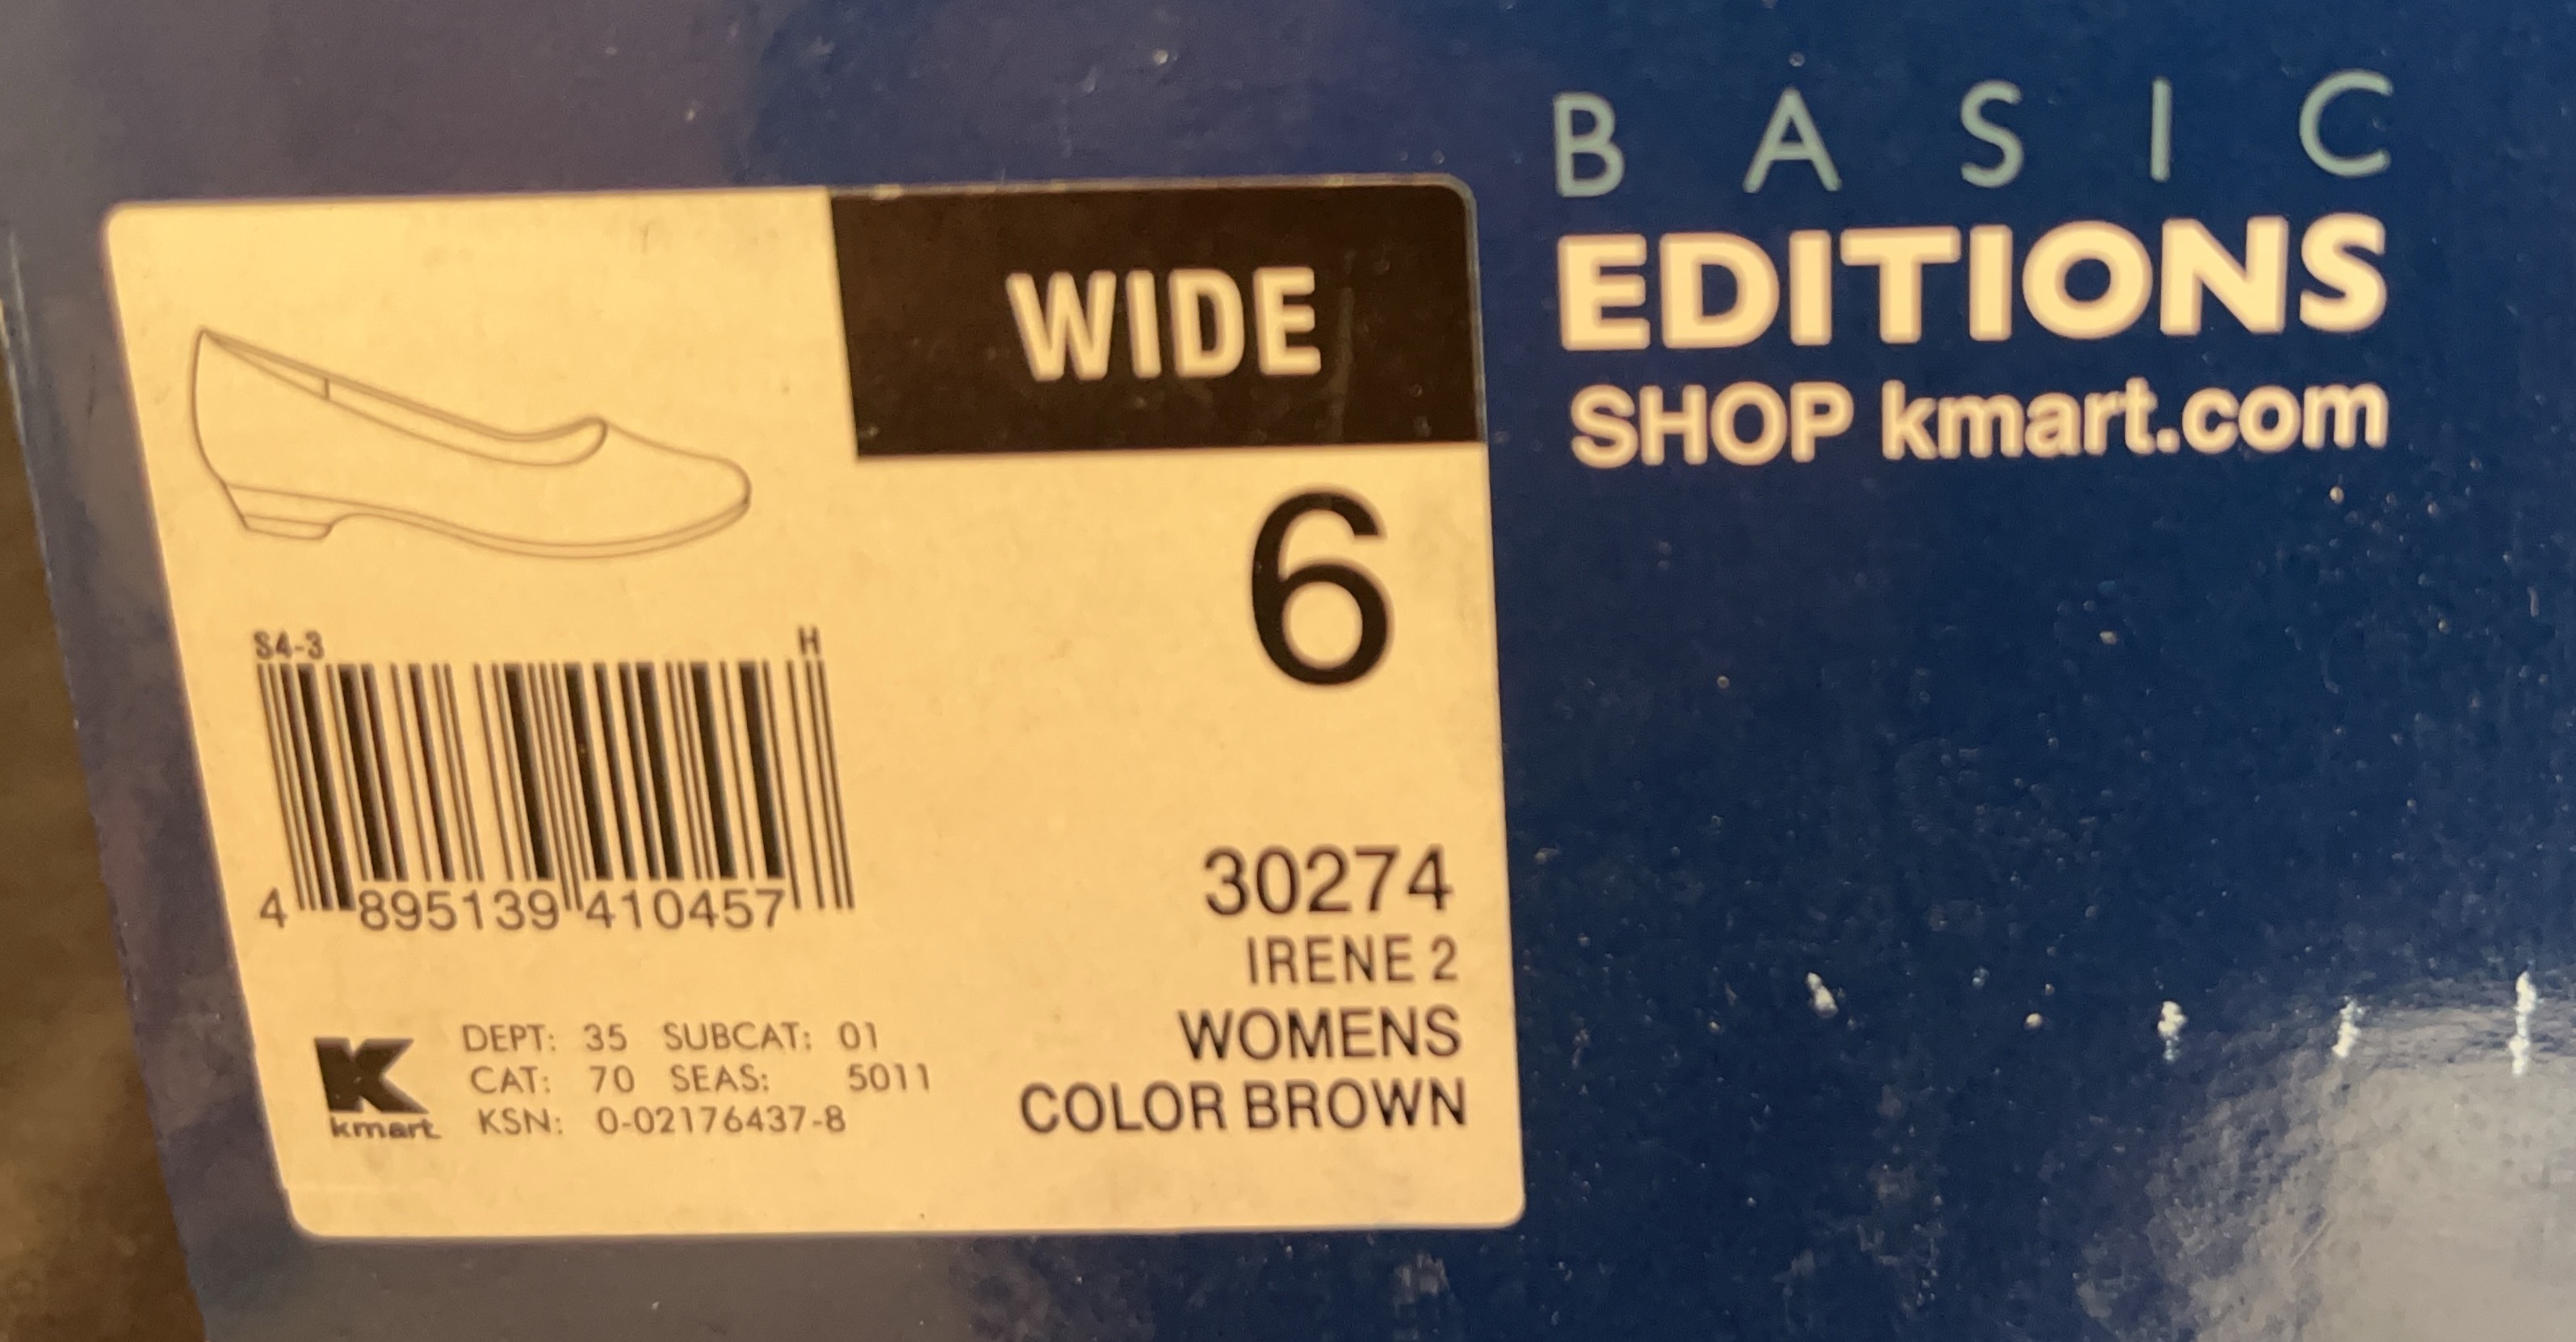 BASIC
EDITIONS
SHOP kmart.com
WIDE
6
S4-3 H
4 895139 410457
30274
IRENE 2
WOMENS
COLOR BROWN
kmart
DEPT: 35 SUBCAT: 01
CAT: 70 SEAS: 5011
KSN: 0-02176437-8